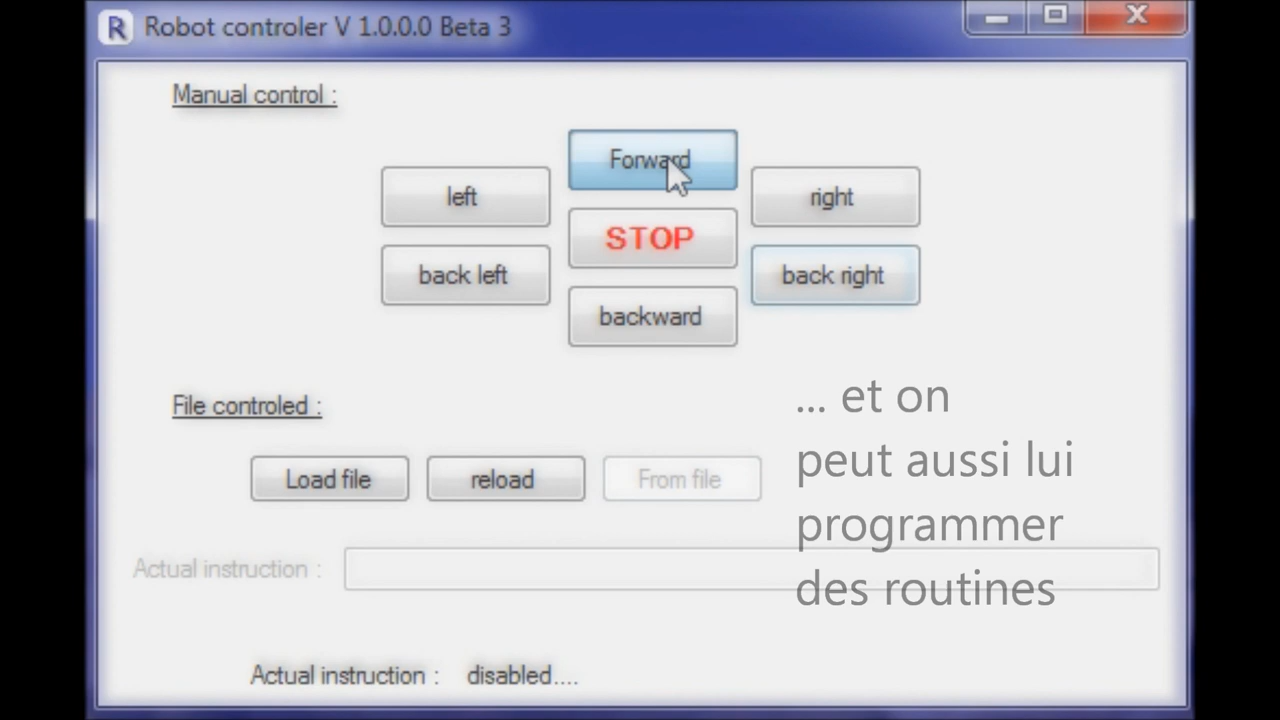 R Robot controler V 1.0.0.0 Beta 3
Manual control :
Forward
left
right
STOP
back left
back right
backward
File controled :
Load file reload From file
Actual instruction :
Actual instruction : disabled....
... et on
peut aussi lui
programmer
des routines